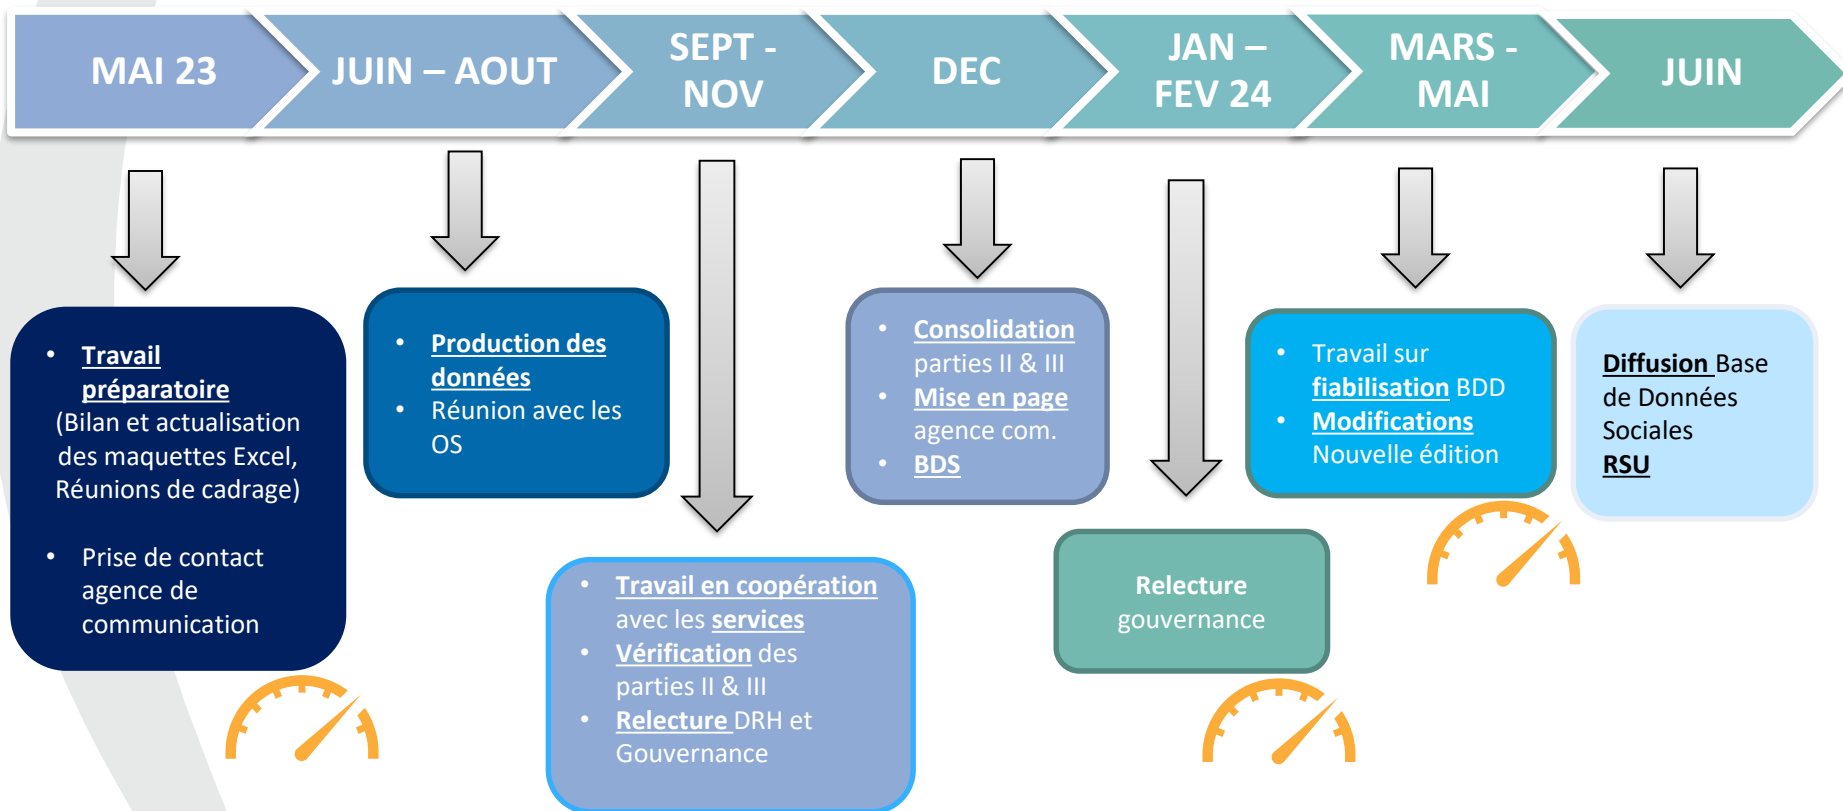 MAI 23
JUIN – AOUT
SEPT -
NOV
DEC
JAN –
FEV 24
MARS -
MAI
JUIN
• Travail
préparatoire
(Bilan et actualisation
des maquettes Excel,
Réunions de cadrage)
• Prise de contact
agence de
communication
• Production des
données
• Réunion avec les
OS
• Travail en coopération
avec les services
• Vérification des
parties II & III
• Relecture DRH et
Gouvernance
• Consolidation
parties II & III
• Mise en page
agence com.
• BDS
Relecture
gouvernance
• Travail sur
fiabilisation BDD
• Modifications
Nouvelle édition
Diffusion Base
de Données
Sociales
RSU